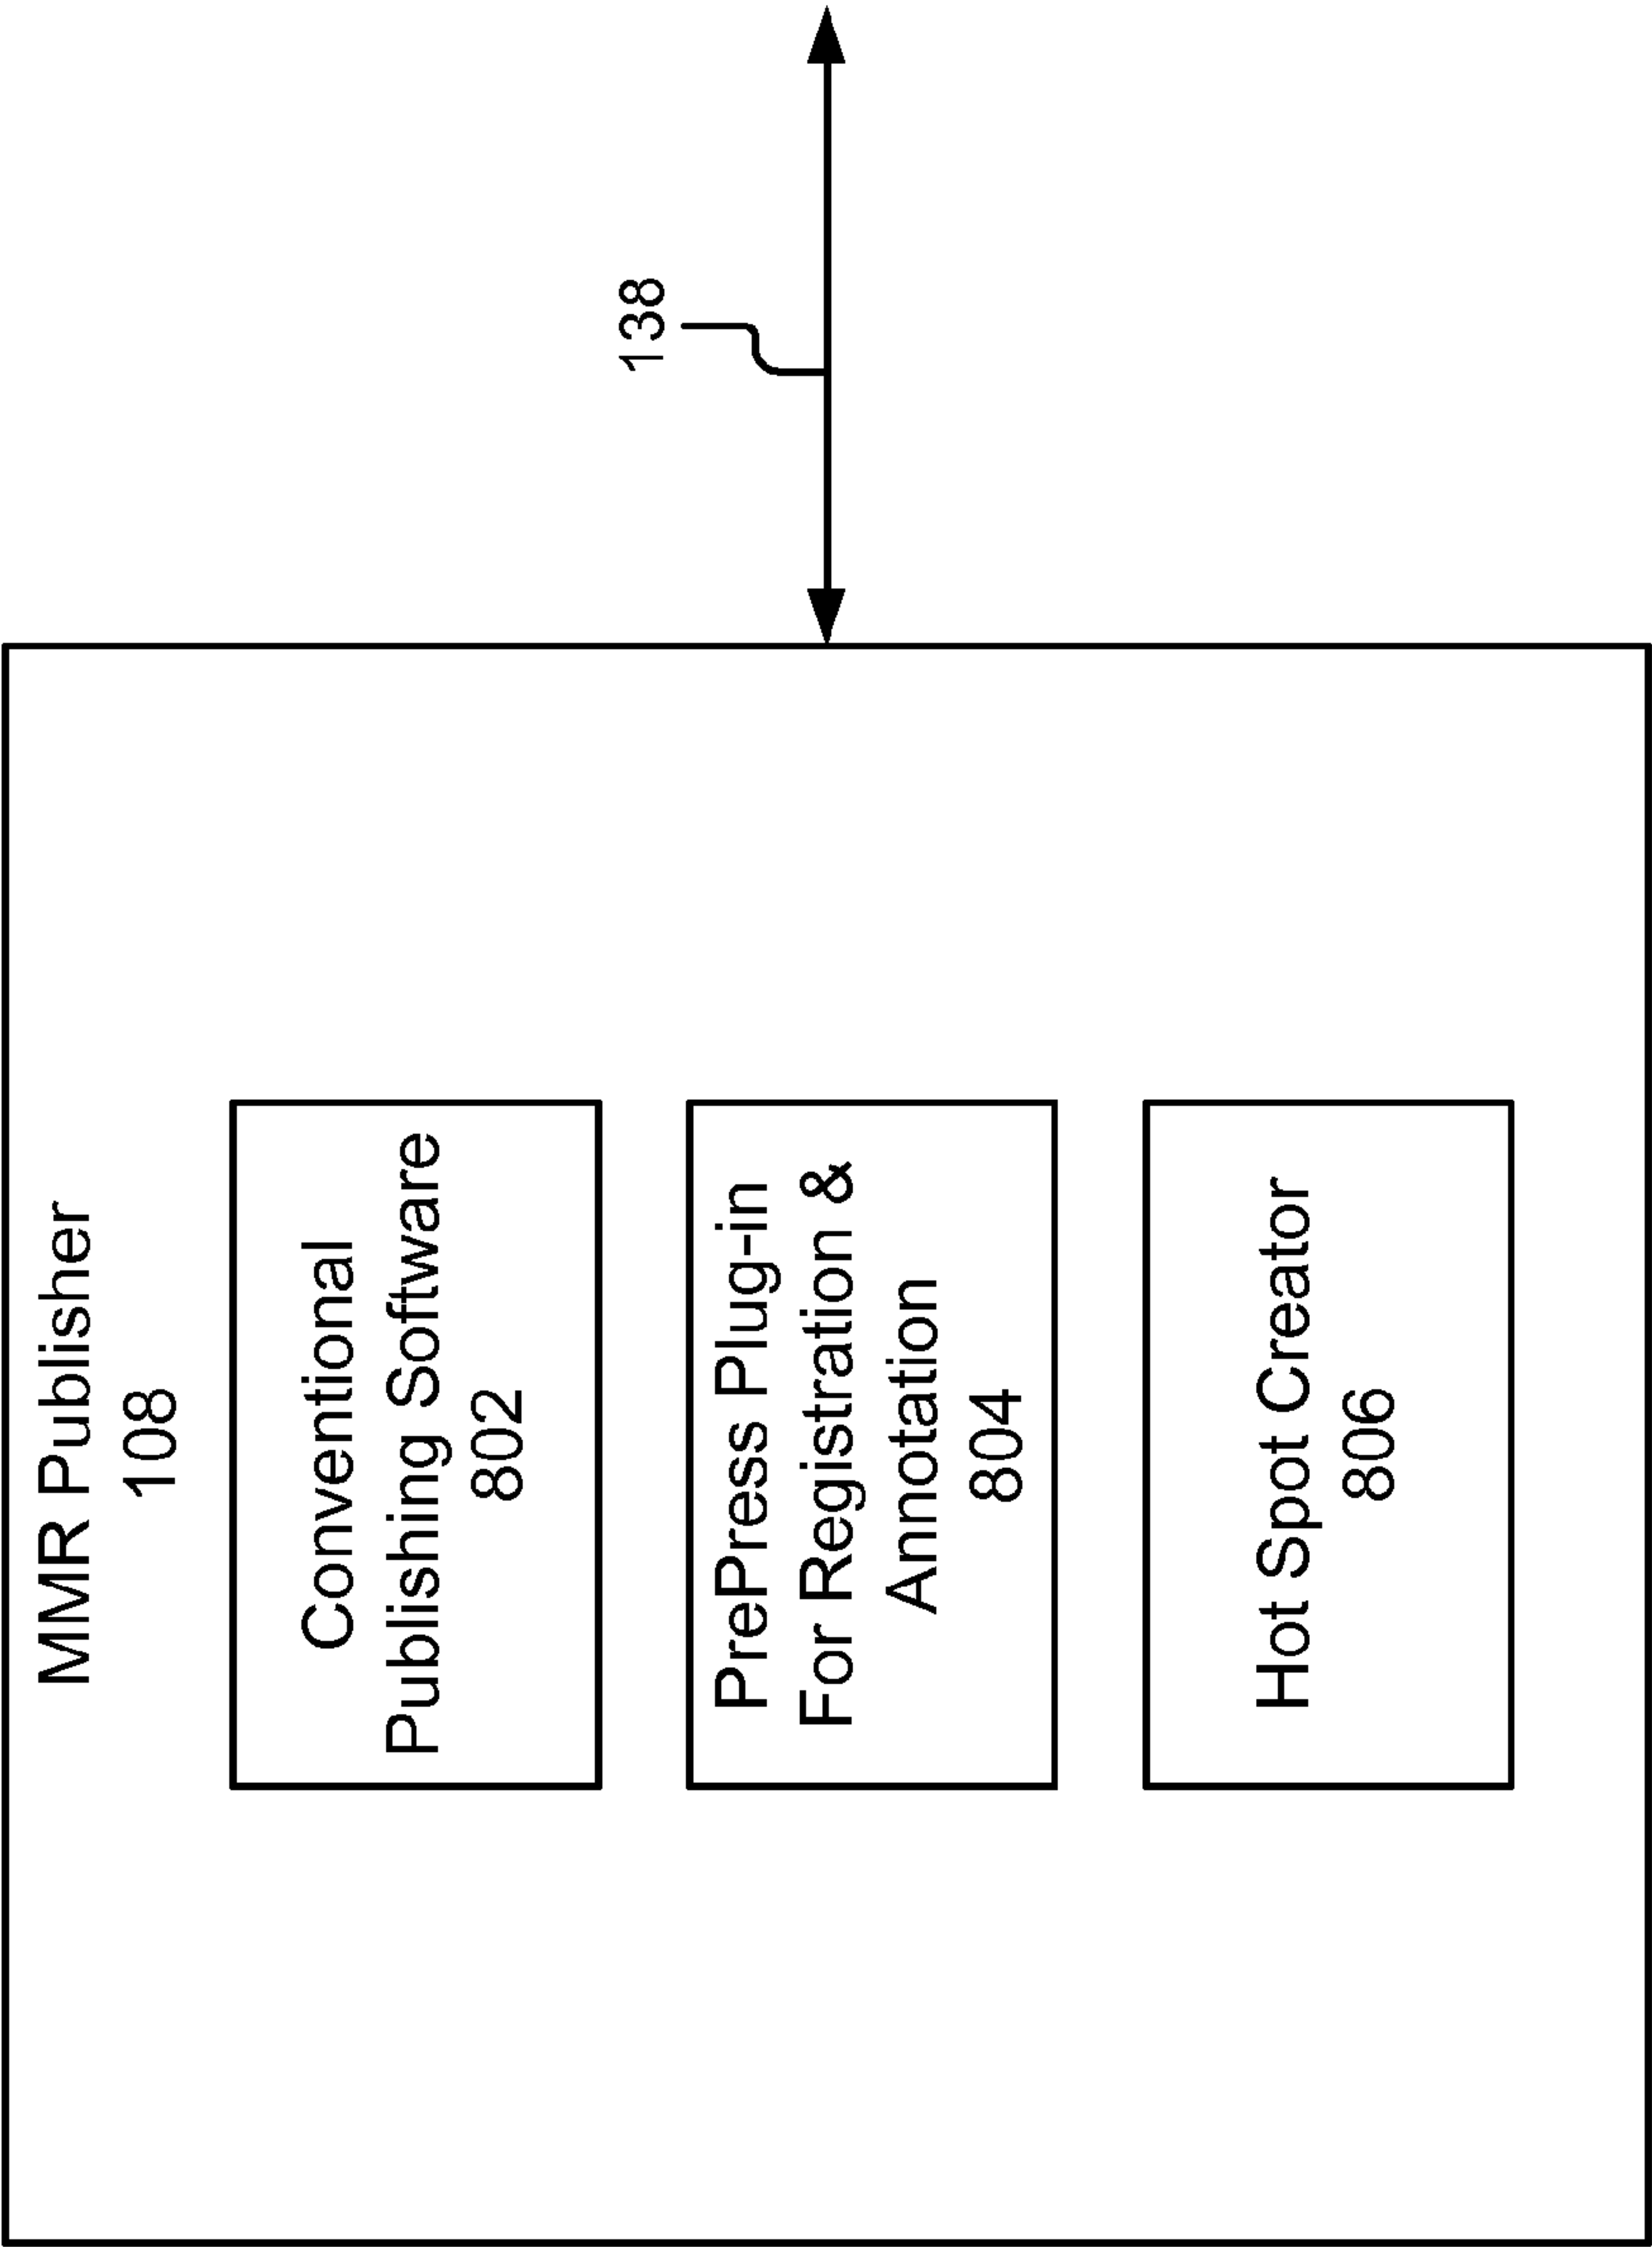 MMR Publisher
108
Conventional
Publishing Software
802
PrePress Plug-in
For Registration &
Annotation
804
Hot Spot Creator
806
138